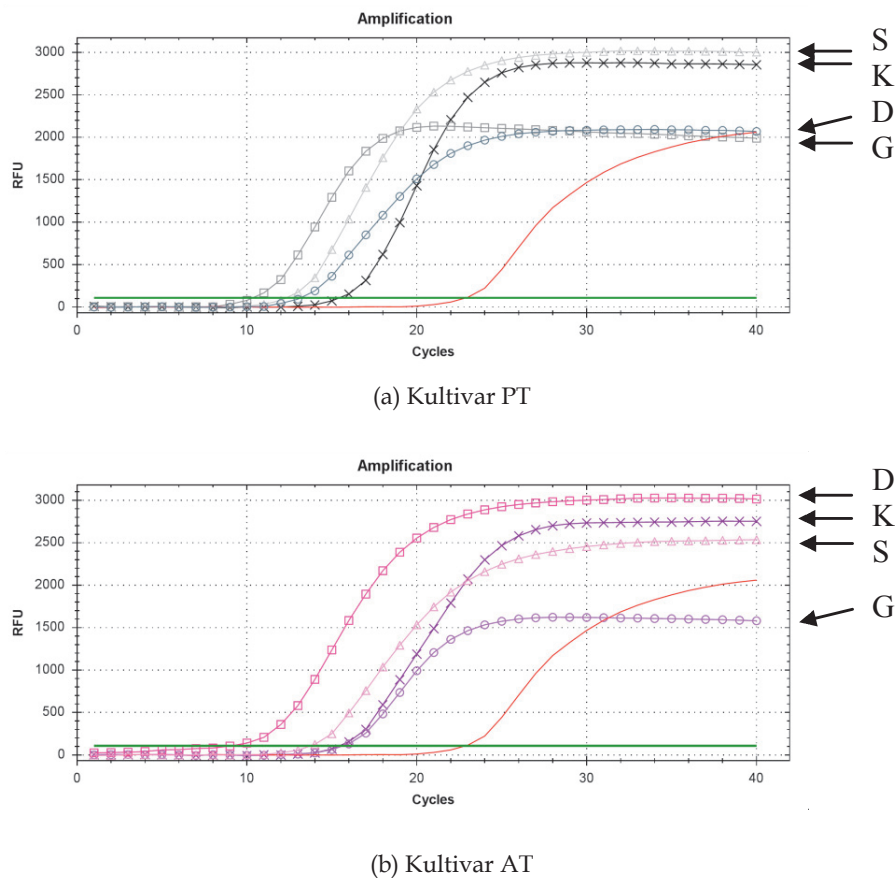 Amplification
S
3000
K
2500
D
2000
G
1500
RFU
1000
500
0
0 10 20 30 40
Cycles
(a) Kultivar PT
Amplification
D
3000
K
2500
S
2000
G
1500
RFU
1000
500
0
0 10 20 30 40
Cycles
(b) Kultivar AT